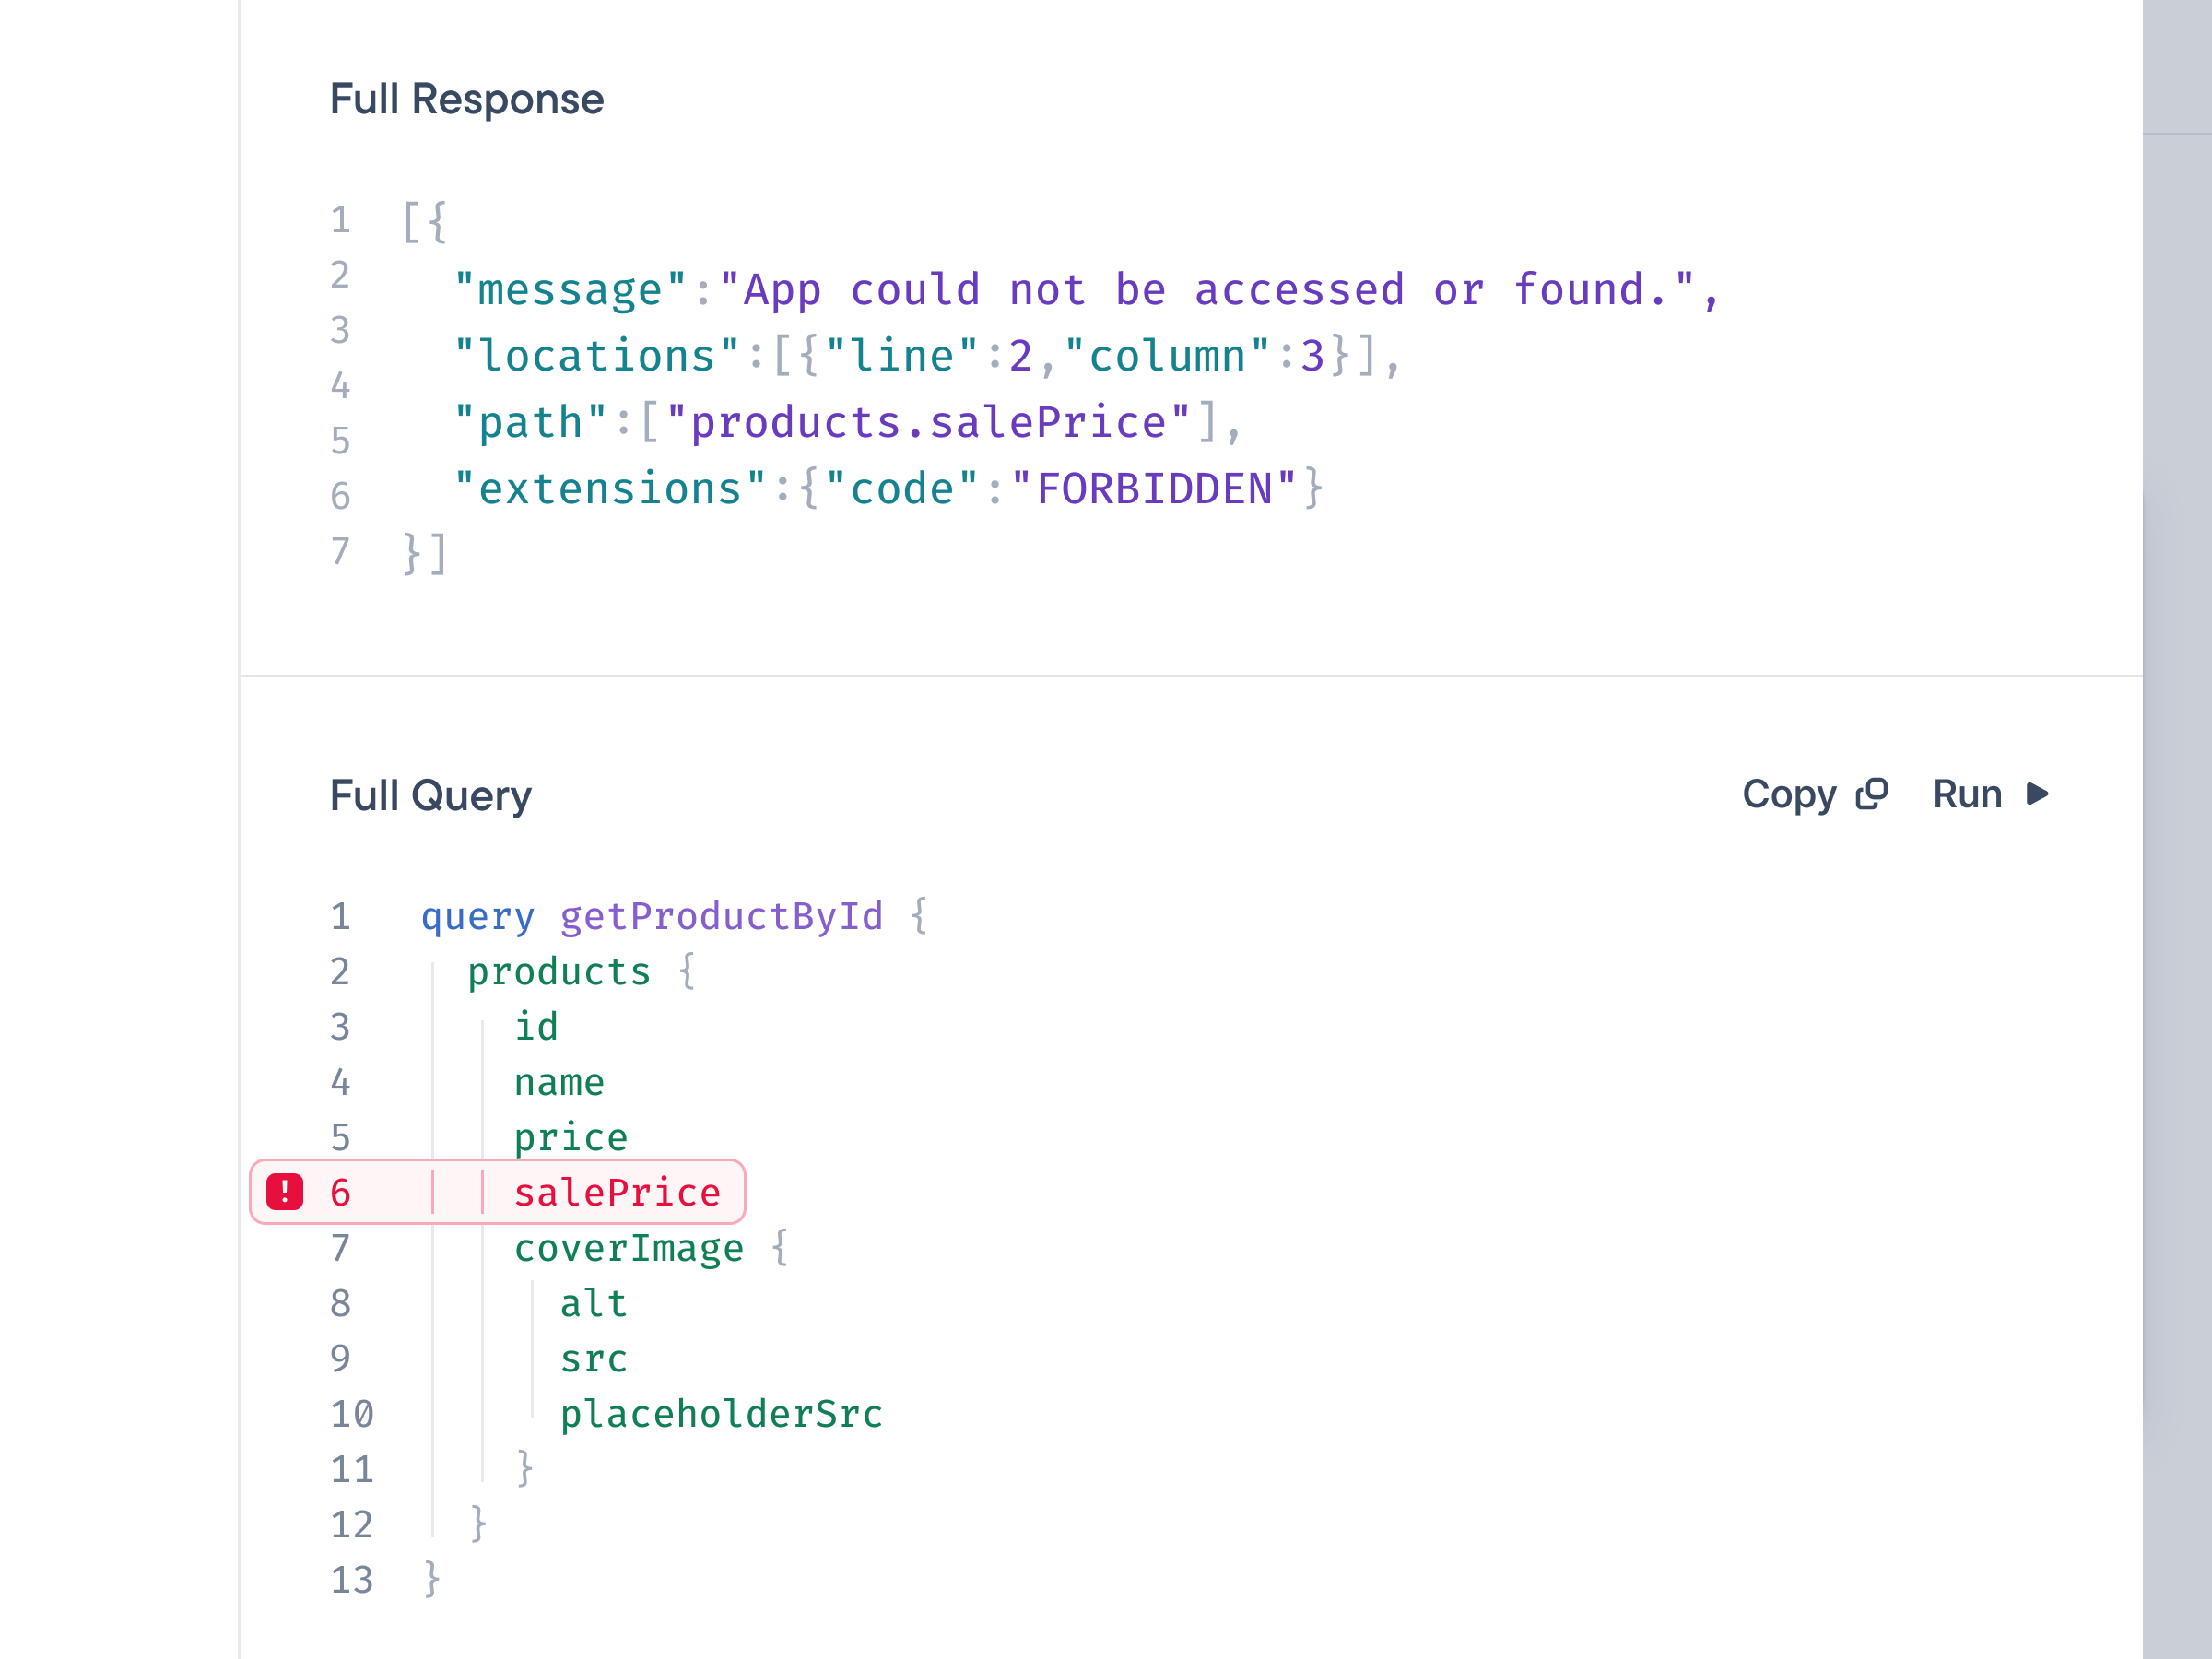 Full Response
1 [{
2 "message":"App could not be accessed or found.",
3 "locations":[{"line":2,"column":3}],
4 "path":["products.salePrice"],
5 "extensions":{"code":"FORBIDDEN"}
6 }]
7
Full Query
Copy Run
1 query getProductById {
2 products {
3 id
4 name
5 price
! 6 salePrice
7 coverImage {
8 alt
9 src
10 placeholderSrc
11 }
12 }
13 }